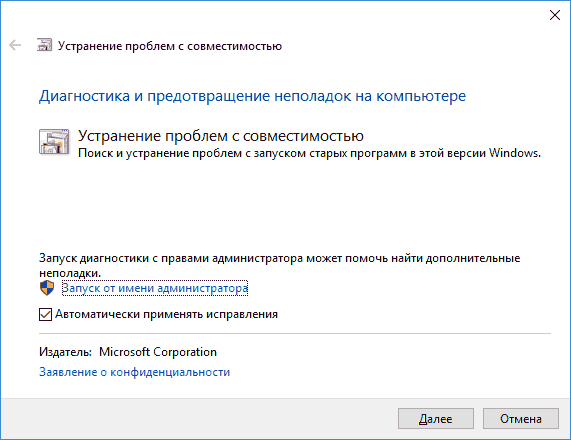 Устранение проблем с совместимостью
Диагностика и предотвращение неполадок на компьютере
Устранение проблем с совместимостью
Поиск и устранение проблем с запуском старых программ в этой версии Windows.
Запуск диагностики с правами администратора может помочь найти дополнительные
неполадки.
Запуск от имени администратора
Автоматически применять исправления
Издатель: Microsoft Corporation
Заявление о конфиденциальности
Далее
Отмена